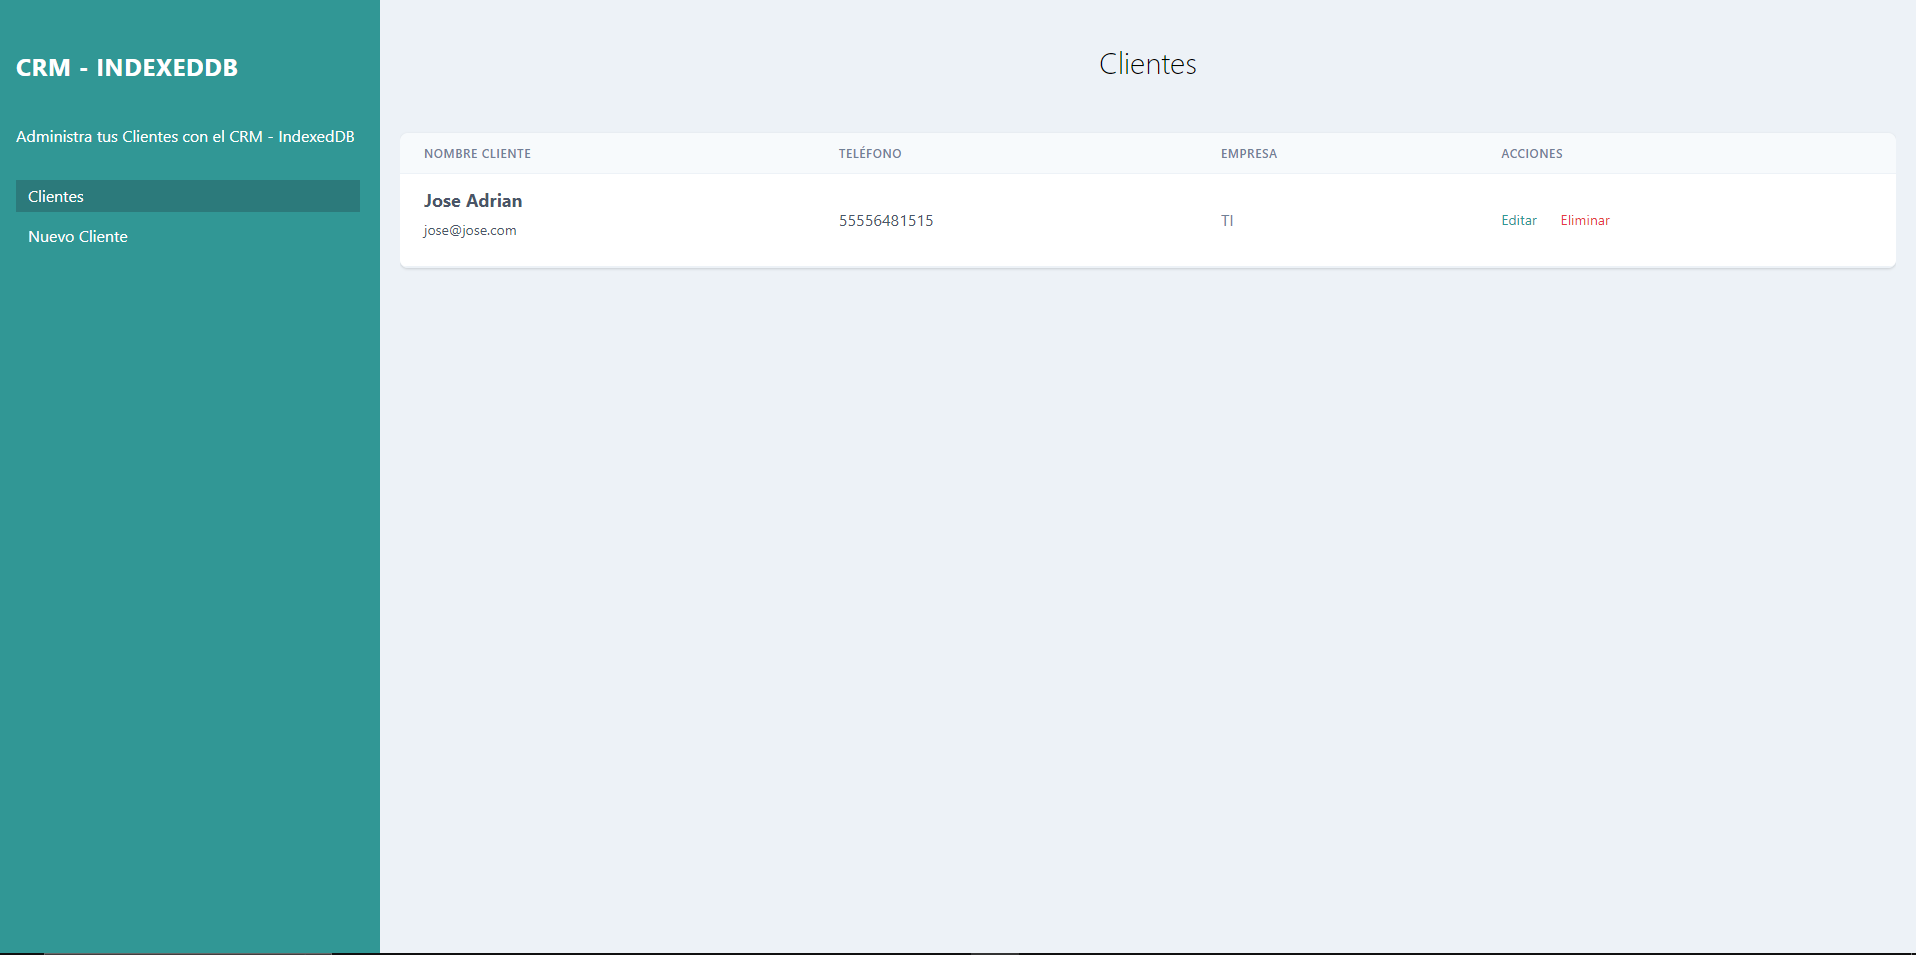 CRM - INDEXEDDB
Administra tus Clientes con el CRM - IndexedDB
Clientes
Nuevo Cliente
Clientes
NOMBRE CLIENTE TELÉFONO EMPRESA ACCIONES
Jose Adrian
jose@jose.com
55556481515 TI Editar Eliminar